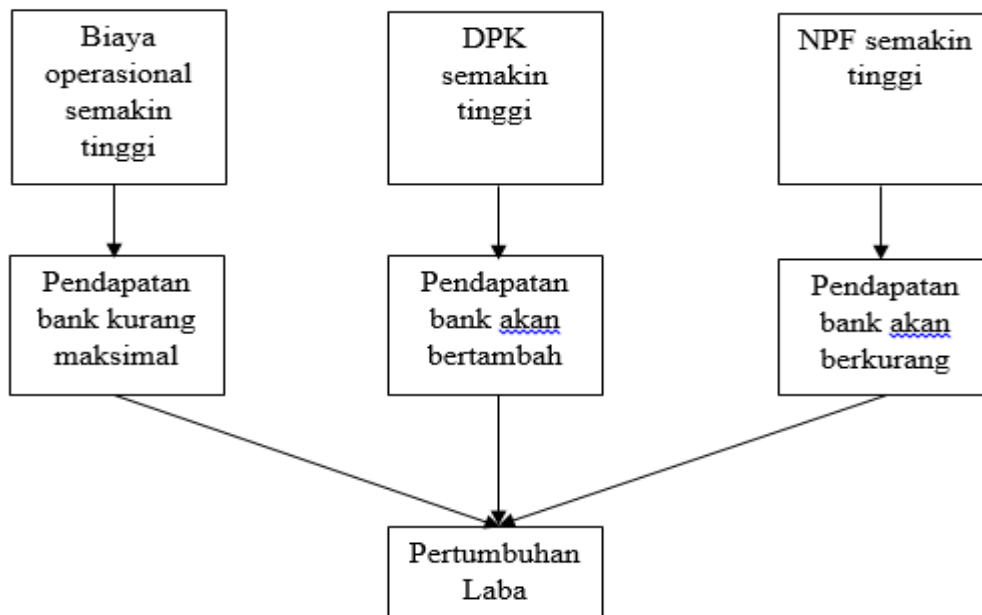 Biaya
operasional
semakin
tinggi
DPK
semakin
tinggi
NPF semakin
tinggi
Pendapatan
bank kurang
maksimal
Pendapatan
bank akan
bertambah
Pendapatan
bank akan
berkurang
Pertumbuhan
Laba